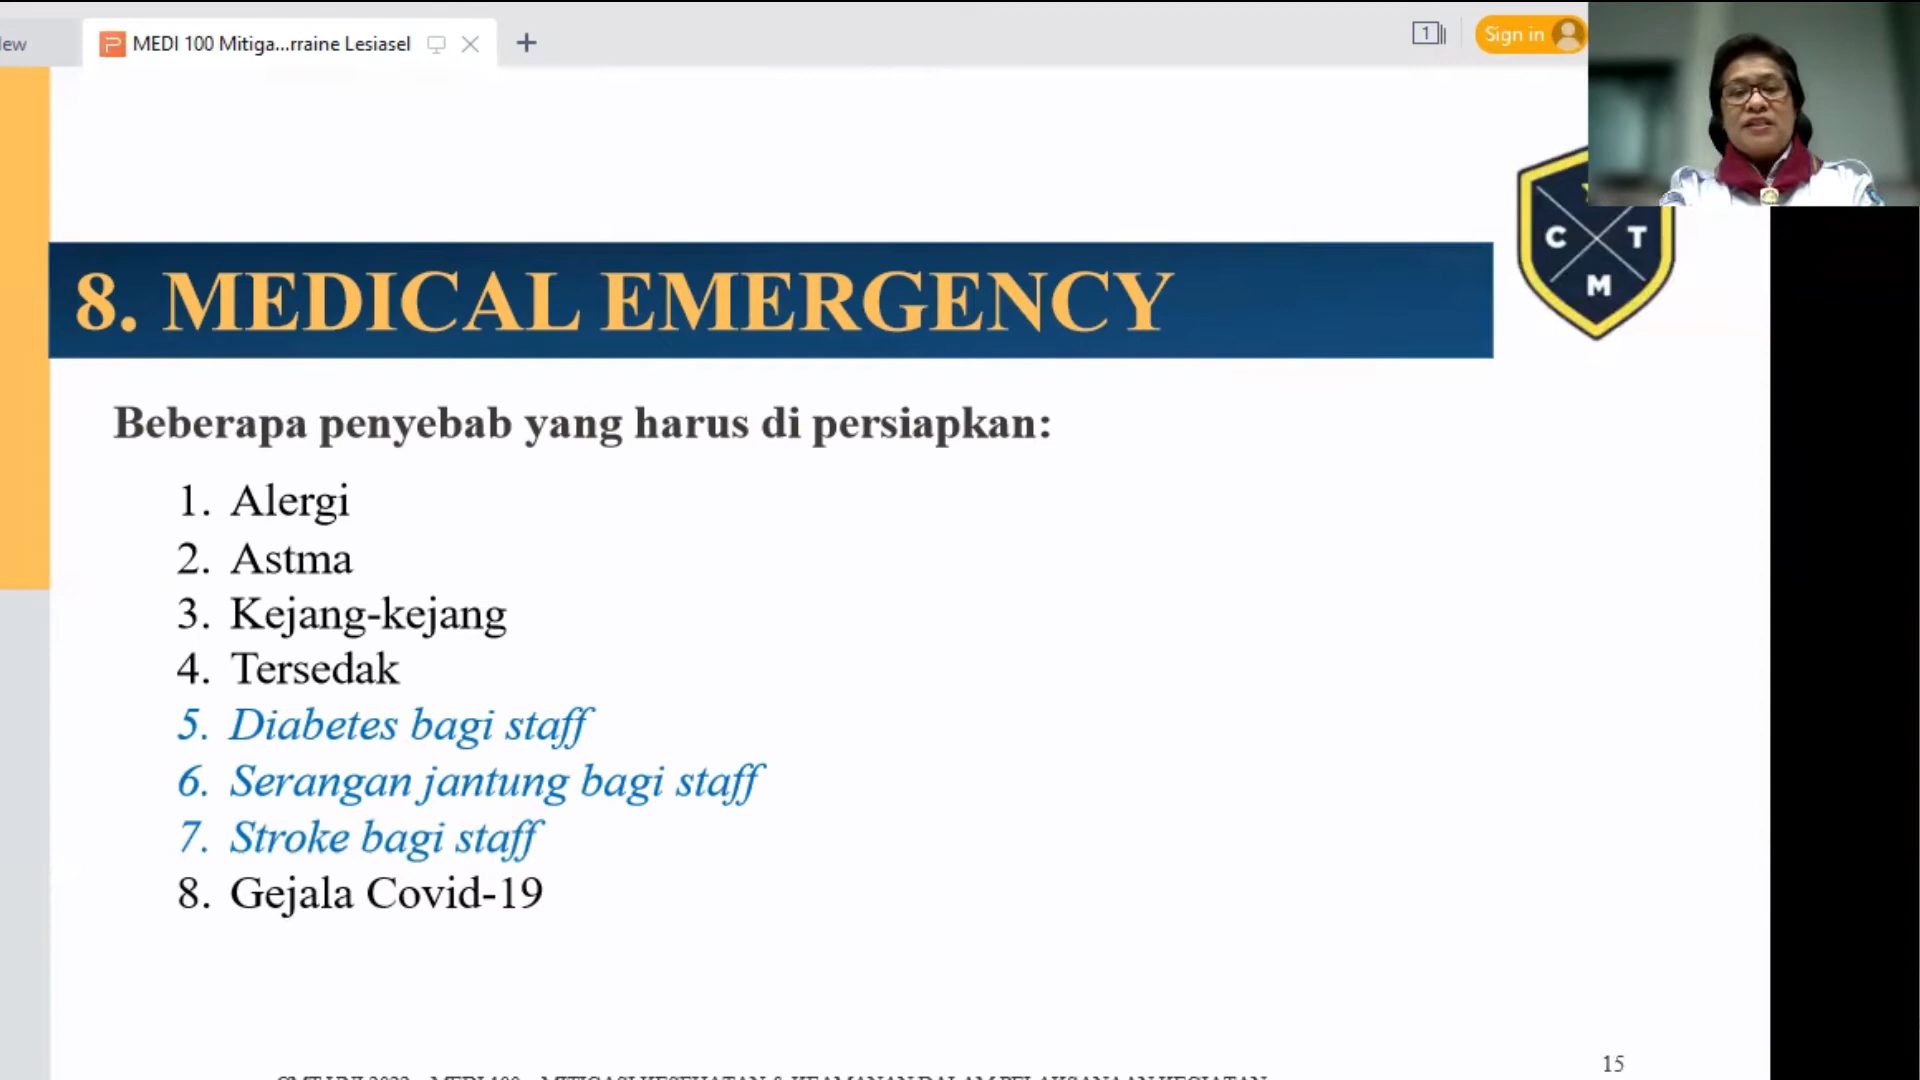 ew
MEDI 100 Mitiga...rraine Lesiasel
1
Sign in
C T
M
8. MEDICAL EMERGENCY
Beberapa penyebab yang harus di persiapkan:
1. Alergi
2. Astma
3. Kejang-kejang
4. Tersedak
5. Diabetes bagi staff
6. Serangan jantung bagi staff
7. Stroke bagi staff
8. Gejala Covid-19
15